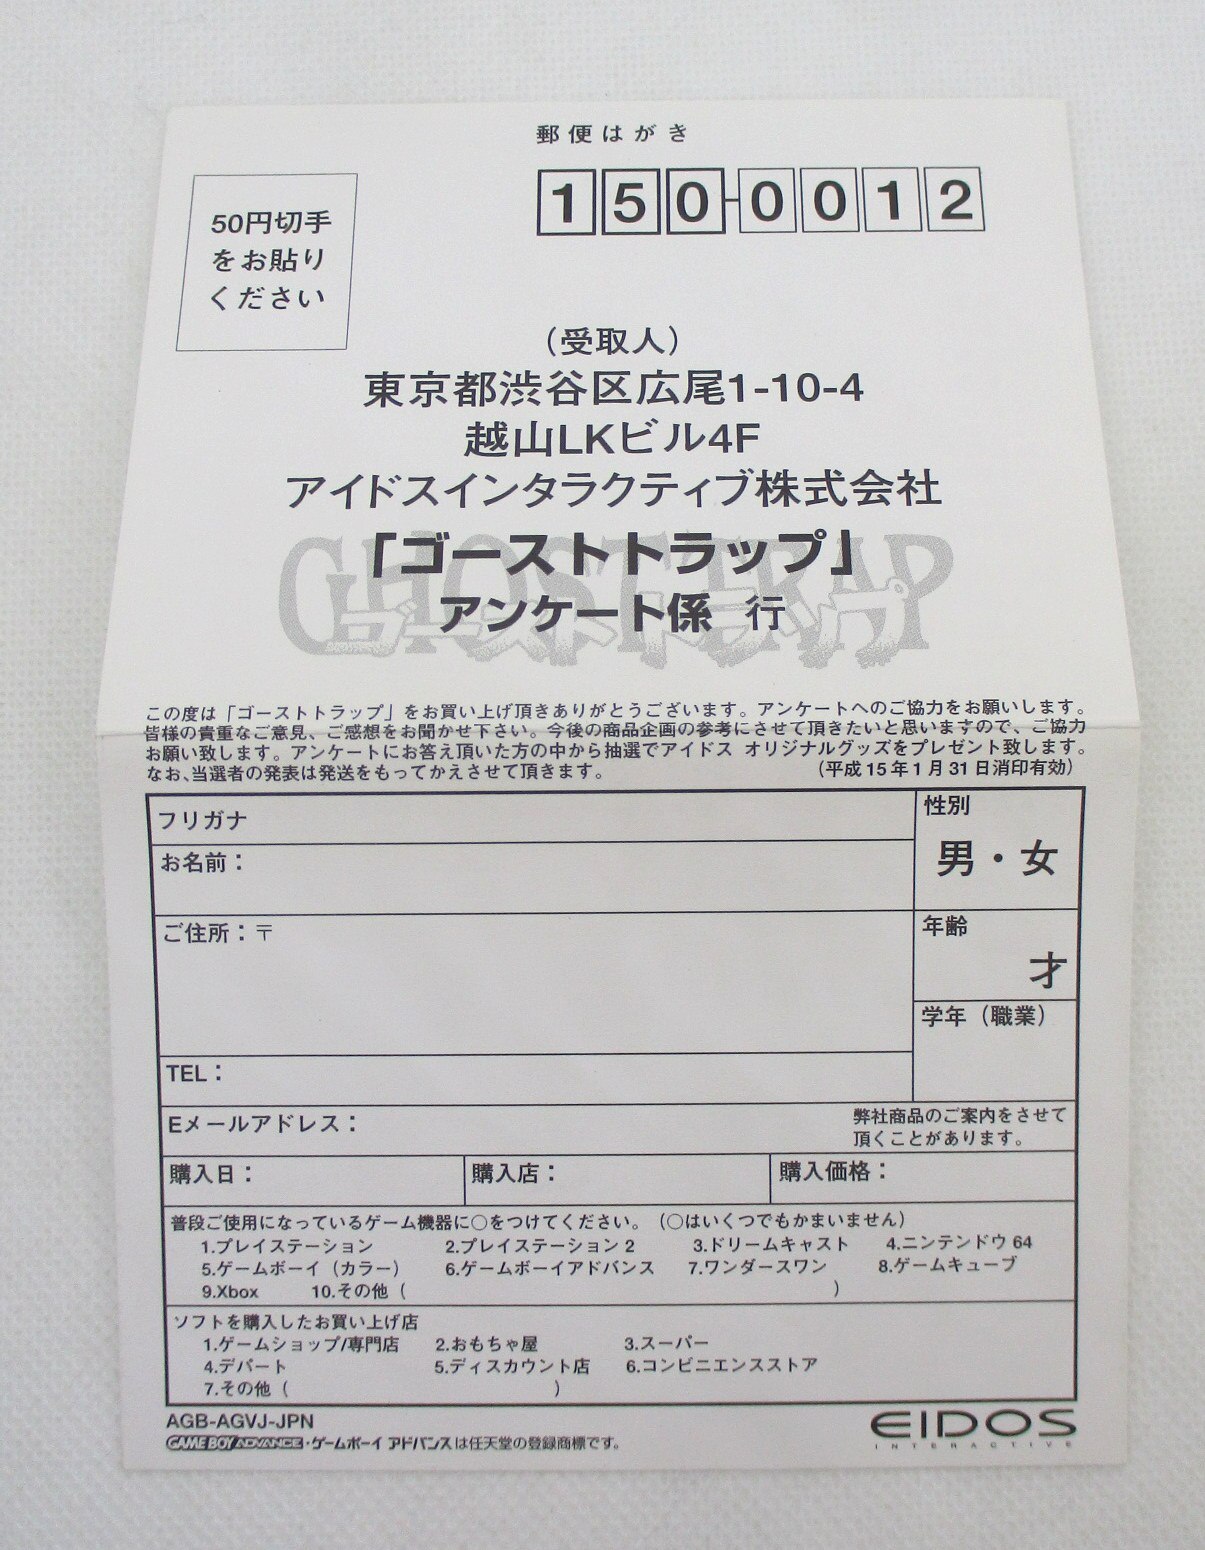 郵便はがき
150-0012
50円切手
をお貼り
ください
（受取人）
東京都渋谷区広尾1-10-4
越山LKビル4F
アイドスインタラクティブ株式会社
GHOST TRAP
ゴーストトラップ
「ゴーストトラップ」
アンケート係 行
この度は「ゴーストトラップ」をお買い上げ頂きありがとうございます。アンケートへのご協力をお願いします。
皆様の貴重なご意見、ご感想をお聞かせ下さい。今後の商品企画の参考にさせて頂きたいと思いますので、ご協力
お願い致します。アンケートにお答え頂いた方の中から抽選でアイドス オリジナルグッズをプレゼント致します。
なお、当選者の発表は発送をもってかえさせて頂きます。 （平成15年1月31日消印有効）
フリガナ
性別
男・女
お名前：
ご住所：〒
年齢
才
学年（職業）
TEL：
Eメールアドレス：
弊社商品のご案内をさせて
頂くことがあります。
購入日： 購入店： 購入価格：
普段ご使用になっているゲーム機器に○をつけてください。（○はいくつでもかまいません）
1.プレイステーション 2.プレイステーション2 3.ドリームキャスト 4.ニンテンドウ64
5.ゲームボーイ（カラー） 6.ゲームボーイアドバンス 7.ワンダースワン 8.ゲームキューブ
9.Xbox 10.その他（ ）
ソフトを購入したお買い上げ店
1.ゲームショップ/専門店 2.おもちゃ屋 3.スーパー
4.デパート 5.ディスカウント店 6.コンビニエンスストア
7.その他（ ）
AGB-AGVJ-JPN
GAME BOY ADVANCE・ゲームボーイ アドバンスは任天堂の登録商標です。
EIDOS
INTERACTIVE